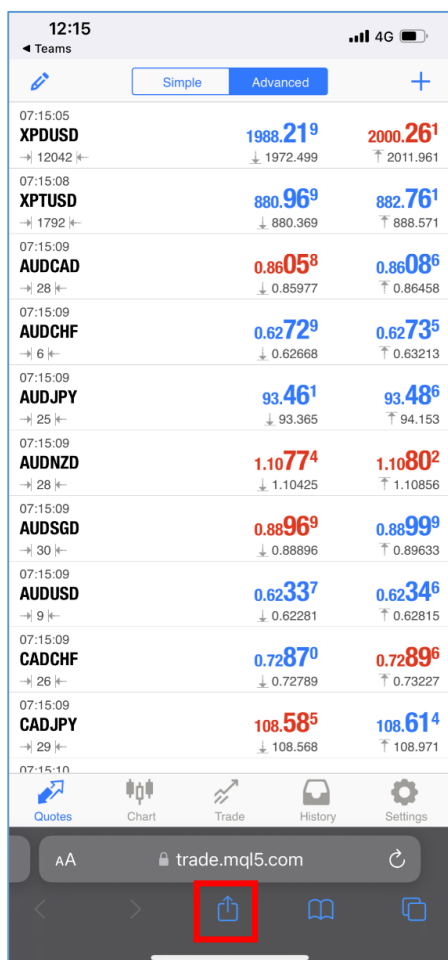 12:15
◄ Teams
4G
Simple Advanced
07:15:05
XPDUSD 1988.219 2000.261
12042 1972.499 2011.961
07:15:08
XPTUSD 880.969 882.761
1792 880.369 888.571
07:15:09
AUDCAD 0.86058 0.86086
28 0.85977 0.86458
07:15:09
AUDCHF 0.62729 0.62735
6 0.62668 0.63213
07:15:09
AUDJPY 93.461 93.486
25 93.365 94.153
07:15:09
AUDNZD 1.10774 1.10802
28 1.10425 1.10856
07:15:09
AUDSGD 0.88969 0.88999
30 0.88896 0.89633
07:15:09
AUDUSD 0.62337 0.62346
9 0.62281 0.62815
07:15:09
CADCHF 0.72870 0.72896
26 0.72789 0.73227
07:15:09
CADJPY 108.585 108.614
29 108.568 108.971
07:15:10
Quotes Chart Trade History Settings
AA trade.mql5.com